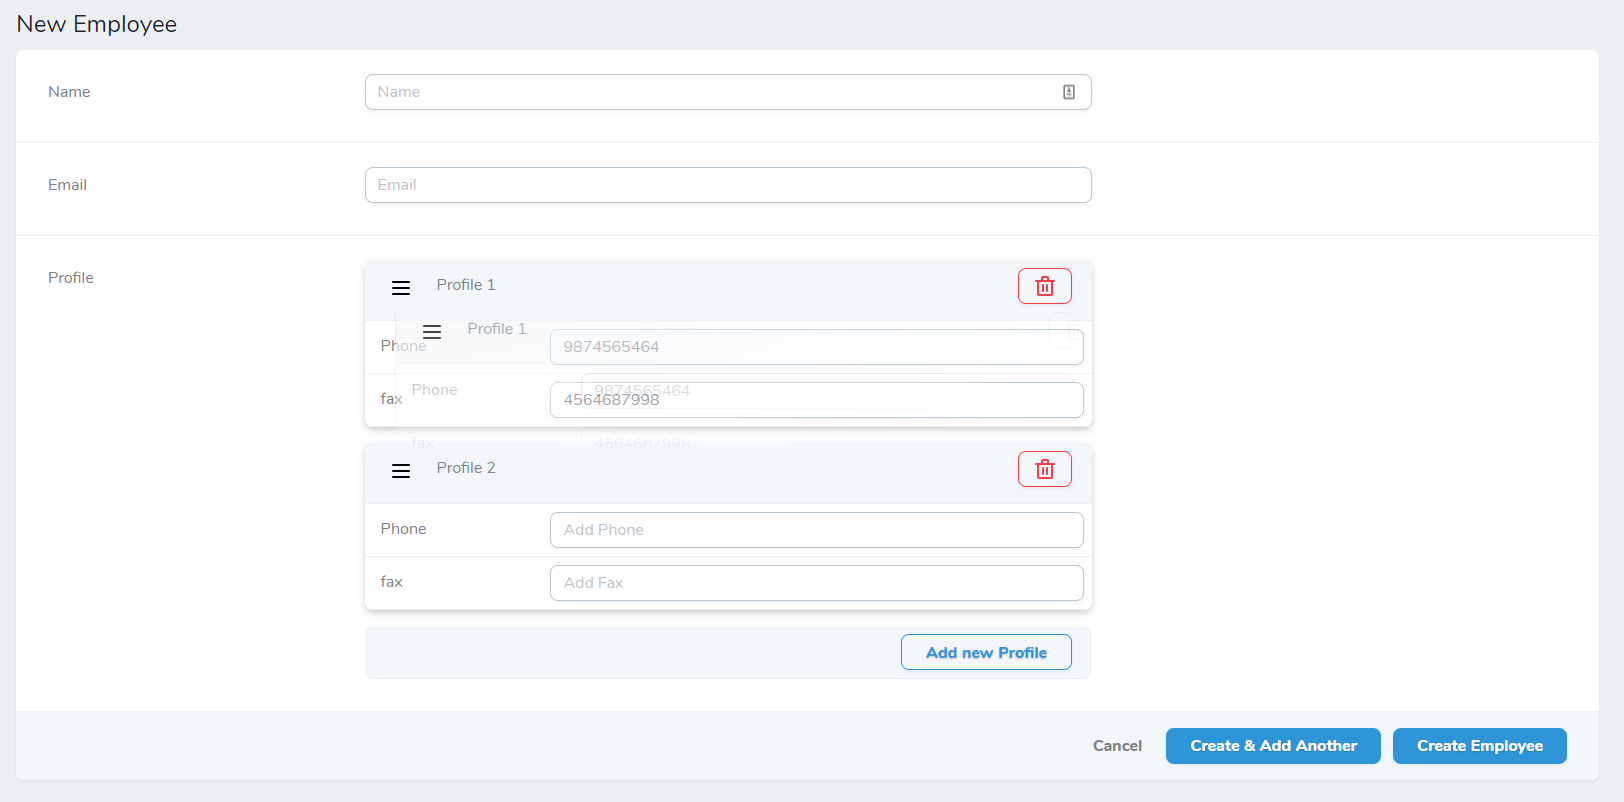 New Employee
Name
Name
Email
Email
Profile
Profile 1
Profile 1
Phone
9874565464
Phone
9874565464
fax
4564687998
fax
4564687998
Profile 2
Phone
Add Phone
fax
Add Fax
Add new Profile
Cancel
Create & Add Another
Create Employee